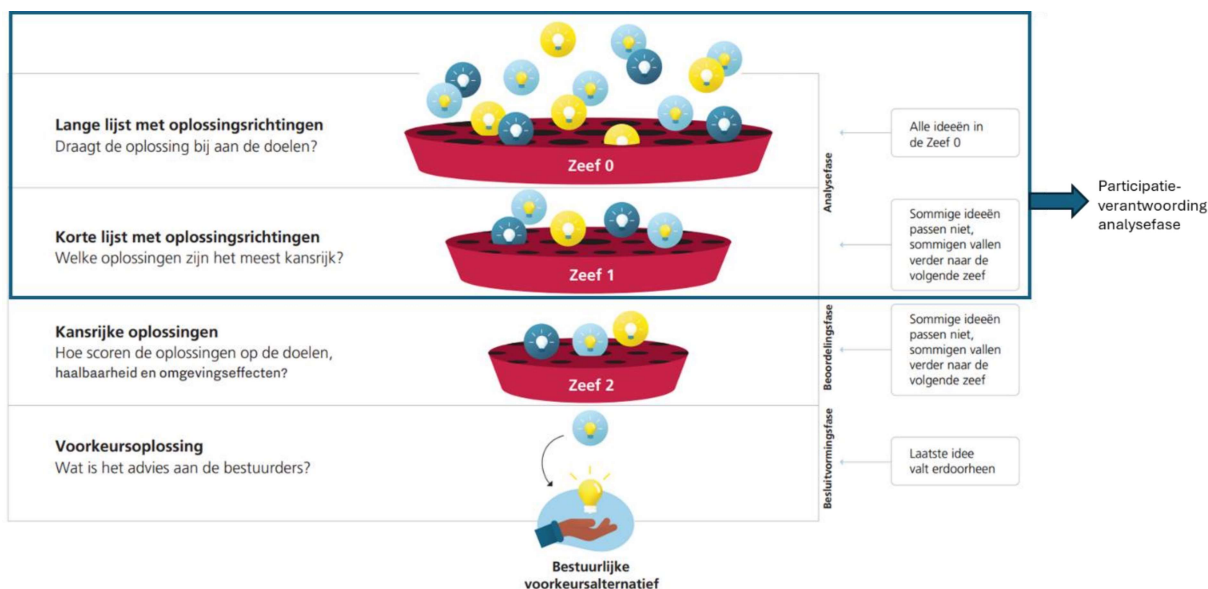 Lange lijst met oplossingsrichtingen
Draagt de oplossing bij aan de doelen?
Zeef 0
Alle ideeën in
de Zeef 0
Analysefase
Participatie-
verantwoording
analysefase
Korte lijst met oplossingsrichtingen
Welke oplossingen zijn het meest kansrijk?
Zeef 1
Sommige ideeën
passen niet,
sommigen vallen
verder naar de
volgende zeef
Kansrijke oplossingen
Hoe scoren de oplossingen op de doelen,
haalbaarheid en omgevingseffecten?
Zeef 2
Beoordelingsfase
Sommige ideeën
passen niet,
sommigen vallen
verder naar de
volgende zeef
Voorkeursoplossing
Wat is het advies aan de bestuurders?
Besluitvormingsfase
Laatste idee
valt erdoorheen
Bestuurlijke
voorkeursalternatief